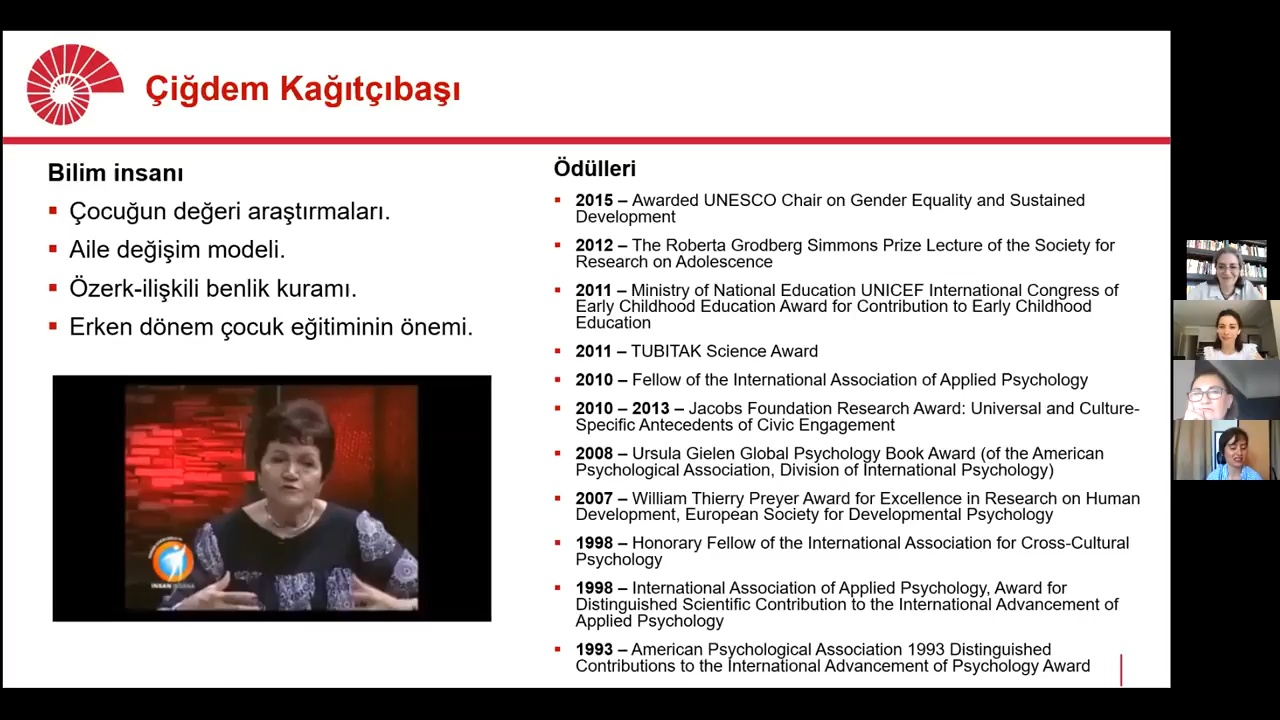 Çiğdem Kağıtçıbaşı
Bilim insanı
Çocuğun değeri araştırmaları.
Aile değişim modeli.
Özerk-ilişkili benlik kuramı.
Erken dönem çocuk eğitiminin önemi.
INSAN
Ödülleri
2015 – Awarded UNESCO Chair on Gender Equality and Sustained
Development
2012 – The Roberta Grodberg Simmons Prize Lecture of the Society for
Research on Adolescence
2011 – Ministry of National Education UNICEF International Congress of
Early Childhood Education Award for Contribution to Early Childhood
Education
2011 – TUBITAK Science Award
2010 – Fellow of the International Association of Applied Psychology
2010 – 2013 – Jacobs Foundation Research Award: Universal and Culture-
Specific Antecedents of Civic Engagement
2008 – Ursula Gielen Global Psychology Book Award (of the American
Psychological Association, Division of International Psychology)
2007 – William Thierry Preyer Award for Excellence in Research on Human
Development, European Society for Developmental Psychology
1998 – Honorary Fellow of the International Association for Cross-Cultural
Psychology
1998 – International Association of Applied Psychology, Award for
Distinguished Scientific Contribution to the International Advancement of
Applied Psychology
1993 – American Psychological Association 1993 Distinguished
Contributions to the International Advancement of Psychology Award